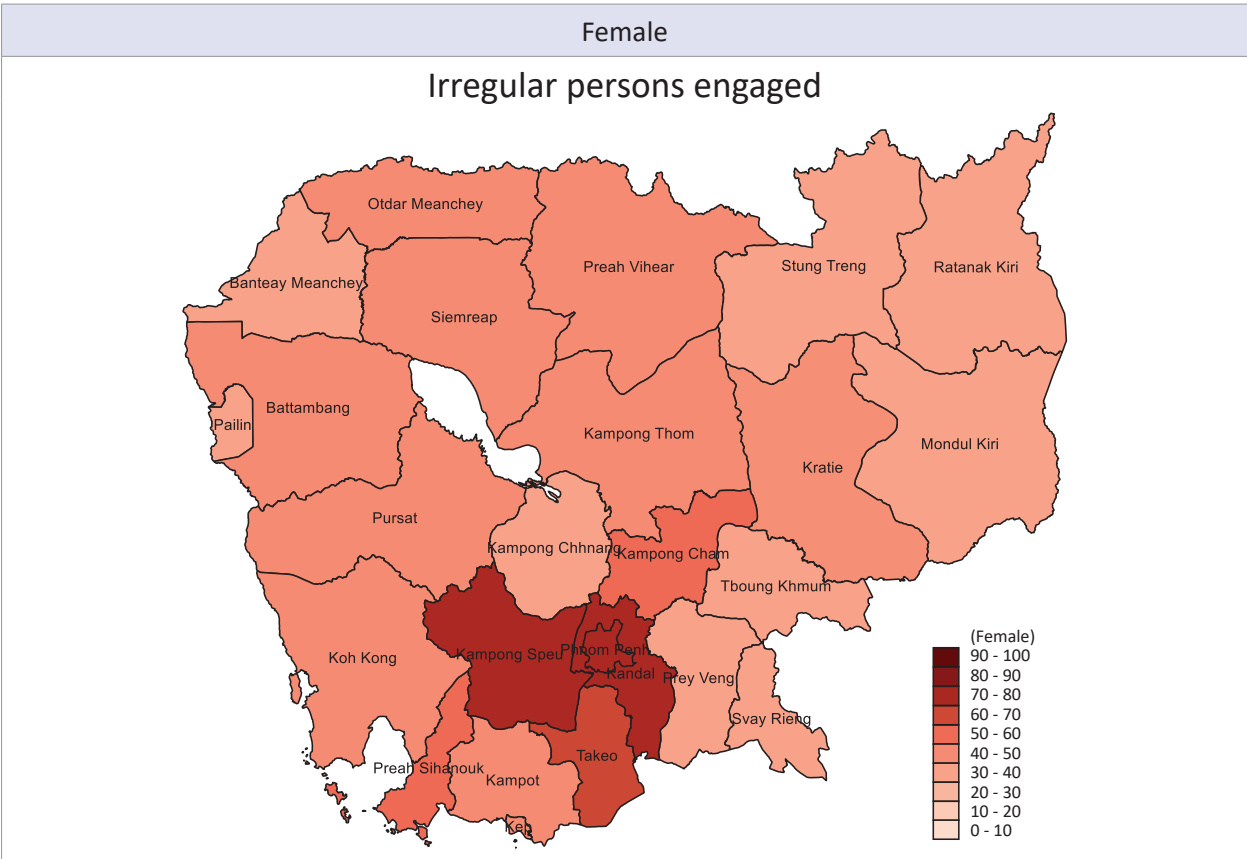 Female
Irregular persons engaged
Otdar Meanchey
Banteay Meanchey
Preah Vihear
Stung Treng
Ratanak Kiri
Siemreap
Battambang
Pailin
Kampong Thom
Kratie
Mondul Kiri
Pursat
Kampong Chhnang
Kampong Cham
Tboung Khmum
Koh Kong
Kampong Speu
Phnom Penh
Kandal
Prey Veng
Svay Rieng
Takeo
Preah Sihanouk
Kampot
Kep
(Female)
90 - 100
80 - 90
70 - 80
60 - 70
50 - 60
40 - 50
30 - 40
20 - 30
10 - 20
0 - 10